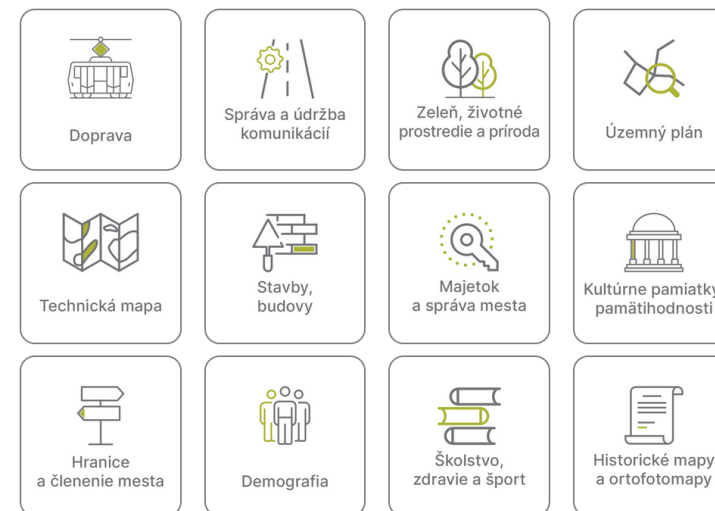 Doprava
Správa a údržba
komunikácií
Zeleň, životné
prostredie a príroda
Územný plán
Technická mapa
Stavby,
budovy
Majetok
a správa mesta
Kultúrne pamiatky
pamätihodnosti
Hranice
a členenie mesta
Demografia
Školstvo,
zdravie a šport
Historické mapy
a ortofotomapy